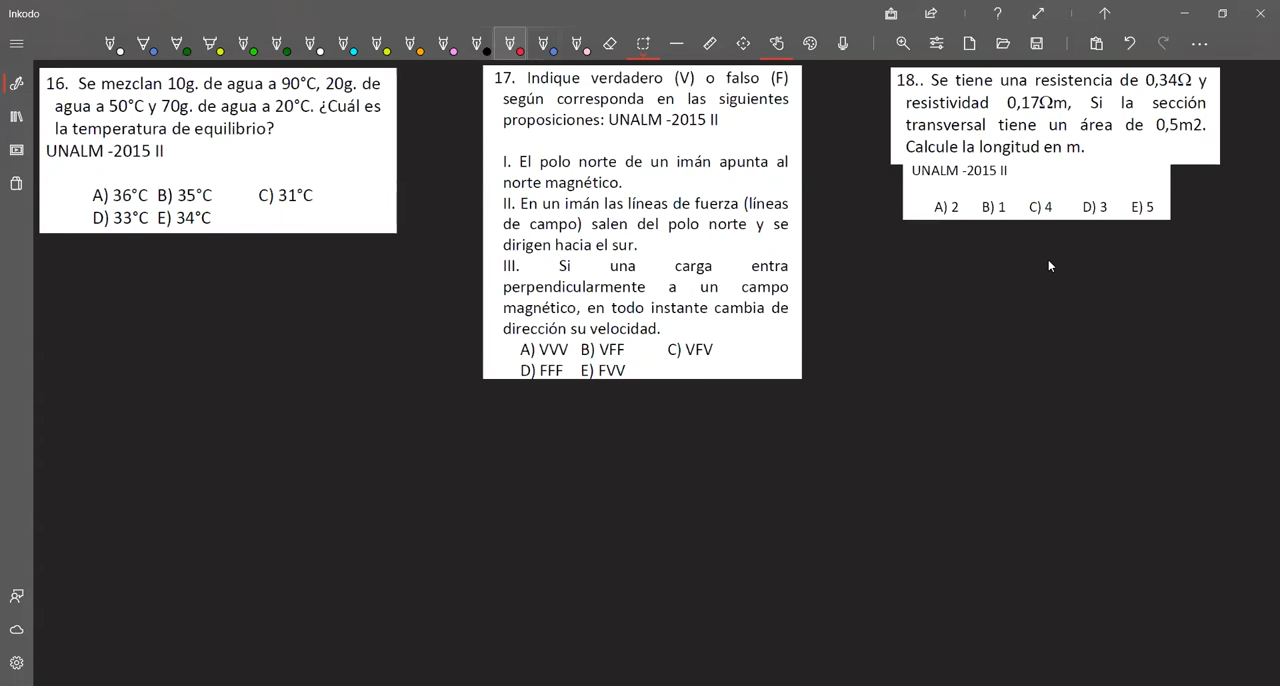 Inkodo
16. Se mezclan 10g. de agua a 90°C, 20g. de
agua a 50°C y 70g. de agua a 20°C. ¿Cuál es
la temperatura de equilibrio?
UNALM -2015 II
A) 36°C B) 35°C C) 31°C
D) 33°C E) 34°C
17. Indique verdadero (V) o falso (F)
según corresponda en las siguientes
proposiciones: UNALM -2015 II
I. El polo norte de un imán apunta al
norte magnético.
II. En un imán las líneas de fuerza (líneas
de campo) salen del polo norte y se
dirigen hacia el sur.
III. Si una carga entra
perpendicularmente a un campo
magnético, en todo instante cambia de
dirección su velocidad.
A) VVV B) VFF C) VFV
D) FFF E) FVV
18.. Se tiene una resistencia de 0,34Ω y
resistividad 0,17Ωm, Si la sección
transversal tiene un área de 0,5m2.
Calcule la longitud en m.
UNALM -2015 II
A) 2 B) 1 C) 4 D) 3 E) 5